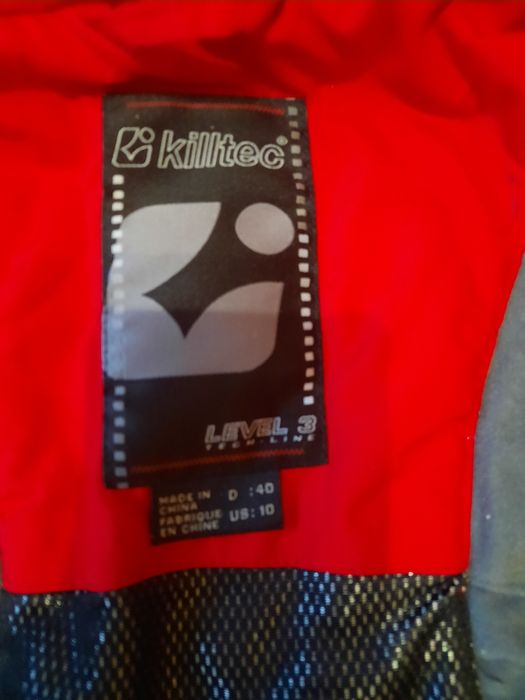 killtec®
LEVEL 3
TECH-LINE
MADE IN
CHINA
FABRIQUE
EN CHINE
D :40
US: 10